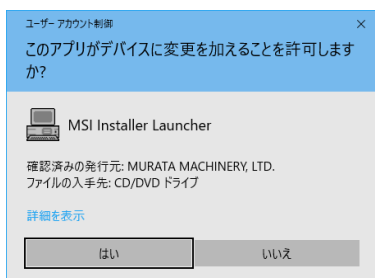 ユーザー アカウント制御
このアプリがデバイスに変更を加えることを許可します
か?
MSI Installer Launcher
確認済みの発行元: MURATA MACHINERY, LTD.
ファイルの入手先: CD/DVD ドライブ
詳細を表示
はい
いいえ